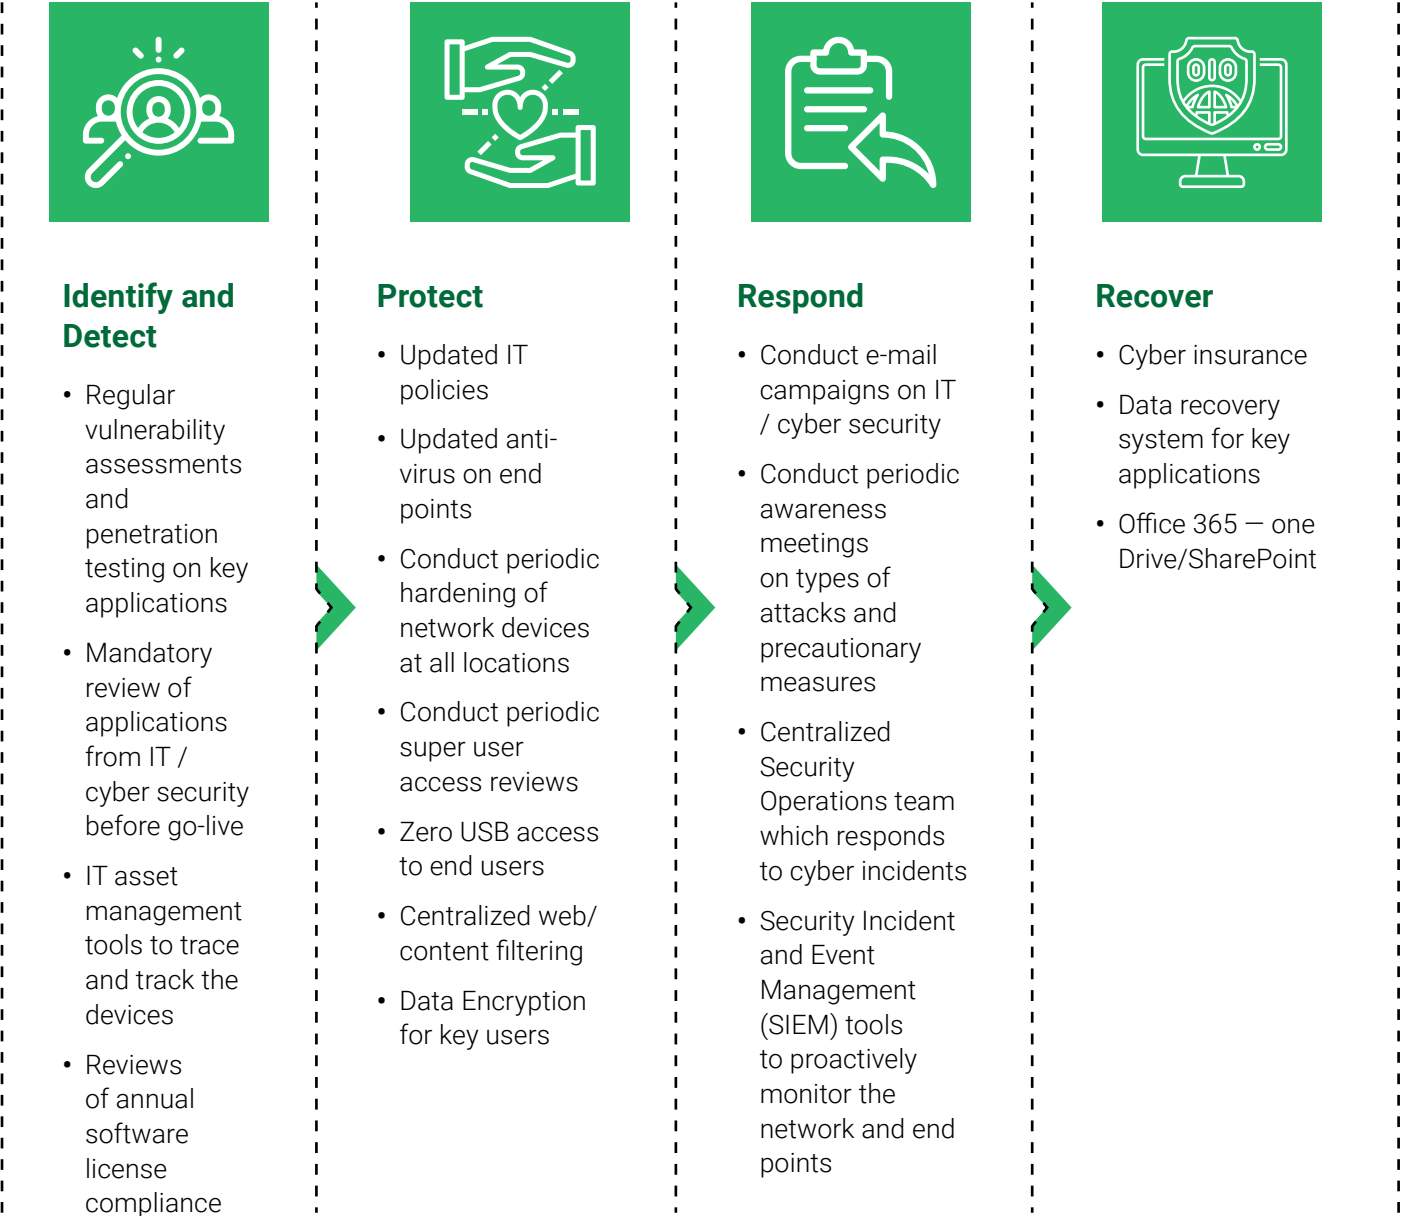 Identify and
Detect
• Regular
vulnerability
assessments
and
penetration
testing on key
applications
• Mandatory
review of
applications
from IT /
cyber security
before go-live
• IT asset
management
tools to trace
and track the
devices
• Reviews
of annual
software
license
compliance
Protect
• Updated IT
policies
• Updated anti-
virus on end
points
• Conduct periodic
hardening of
network devices
at all locations
• Conduct periodic
super user
access reviews
• Zero USB access
to end users
• Centralized web/
content filtering
• Data Encryption
for key users
Respond
• Conduct e-mail
campaigns on IT
/ cyber security
• Conduct periodic
awareness
meetings
on types of
attacks and
precautionary
measures
• Centralized
Security
Operations team
which responds
to cyber incidents
• Security Incident
and Event
Management
(SIEM) tools
to proactively
monitor the
network and end
points
Recover
• Cyber insurance
• Data recovery
system for key
applications
• Office 365 — one
Drive/SharePoint